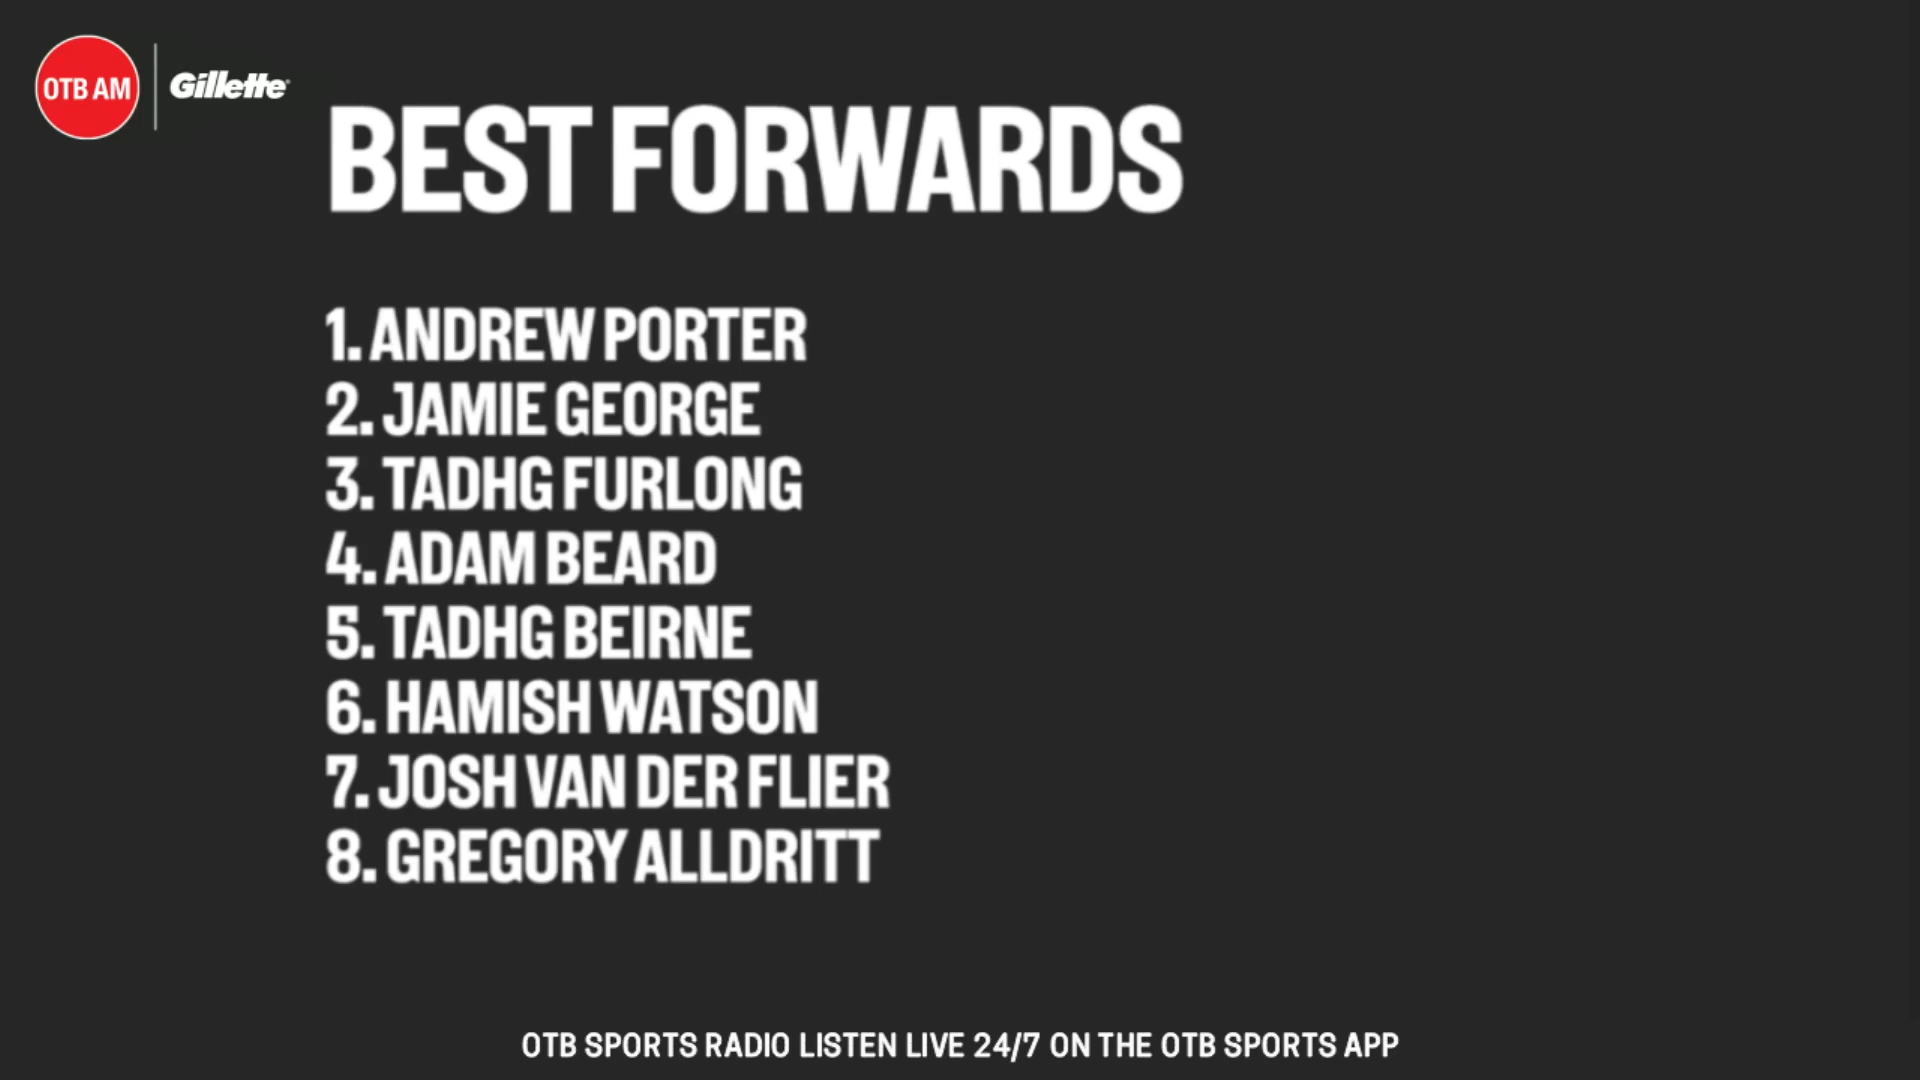 OTB AM
Gillette
BEST FORWARDS
1. ANDREW PORTER
2. JAMIE GEORGE
3. TADHG FURLONG
4. ADAM BEARD
5. TADHG BEIRNE
6. HAMISH WATSON
7. JOSH VAN DER FLIER
8. GREGORY ALLDRITT
OTB SPORTS RADIO LISTEN LIVE 24/7 ON THE OTB SPORTS APP